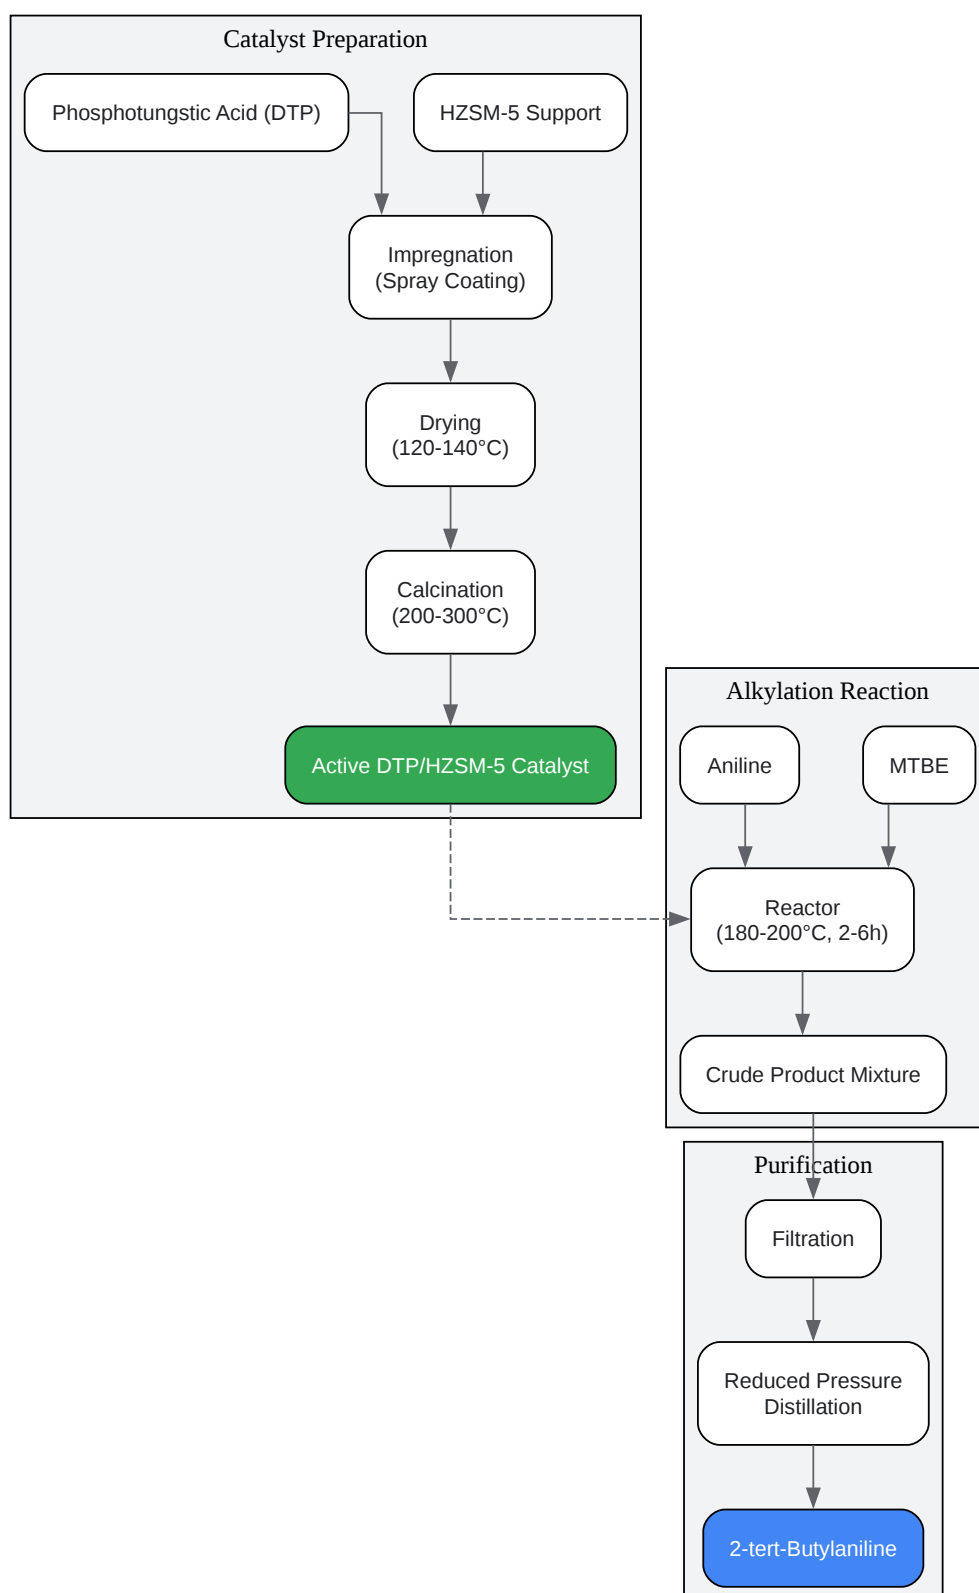 Catalyst Preparation
Phosphotungstic Acid (DTP)
HZSM-5 Support
Impregnation
(Spray Coating)
Drying
(120-140°C)
Calcination
(200-300°C)
Active DTP/HZSM-5 Catalyst
Alkylation Reaction
Aniline
MTBE
Reactor
(180-200°C, 2-6h)
Crude Product Mixture
Purification
Filtration
Reduced Pressure
Distillation
2-tert-Butylaniline